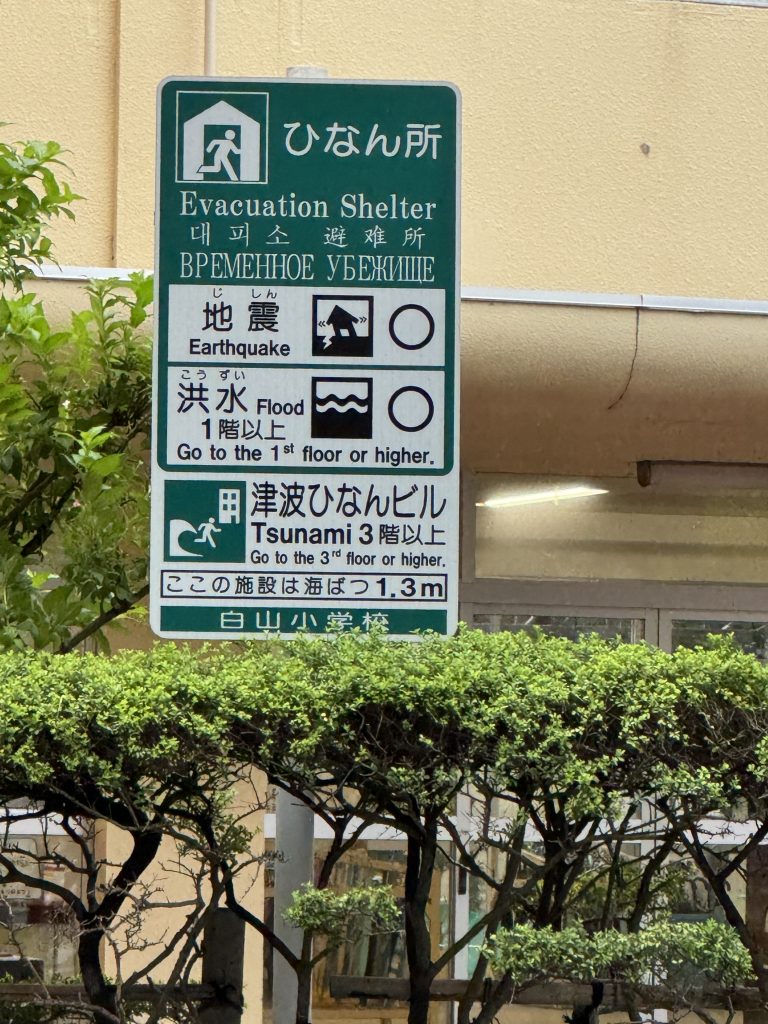 ひなん所
Evacuation Shelter
대피소 避难所
ВРЕМЕННОЕ УБЕЖИЩЕ
じ しん
地震
Earthquake
こう ずい
洪水 Flood
1階以上
Go to the 1st floor or higher.
津波ひなんビル
Tsunami 3階以上
Go to the 3rd floor or higher.
ここの施設は海ばつ1.3m
白山小学校